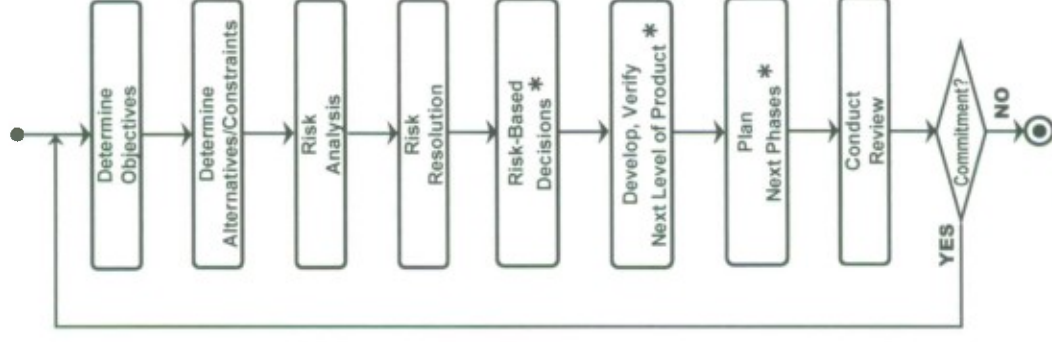 Determine
Objectives
Determine
Alternatives/Constraints
Risk
Analysis
Risk
Resolution
Risk-Based
Decisions *
Develop, Verify
Next Level of Product *
Plan
Next Phases *
Conduct
Review
Commitment?
YES
NO